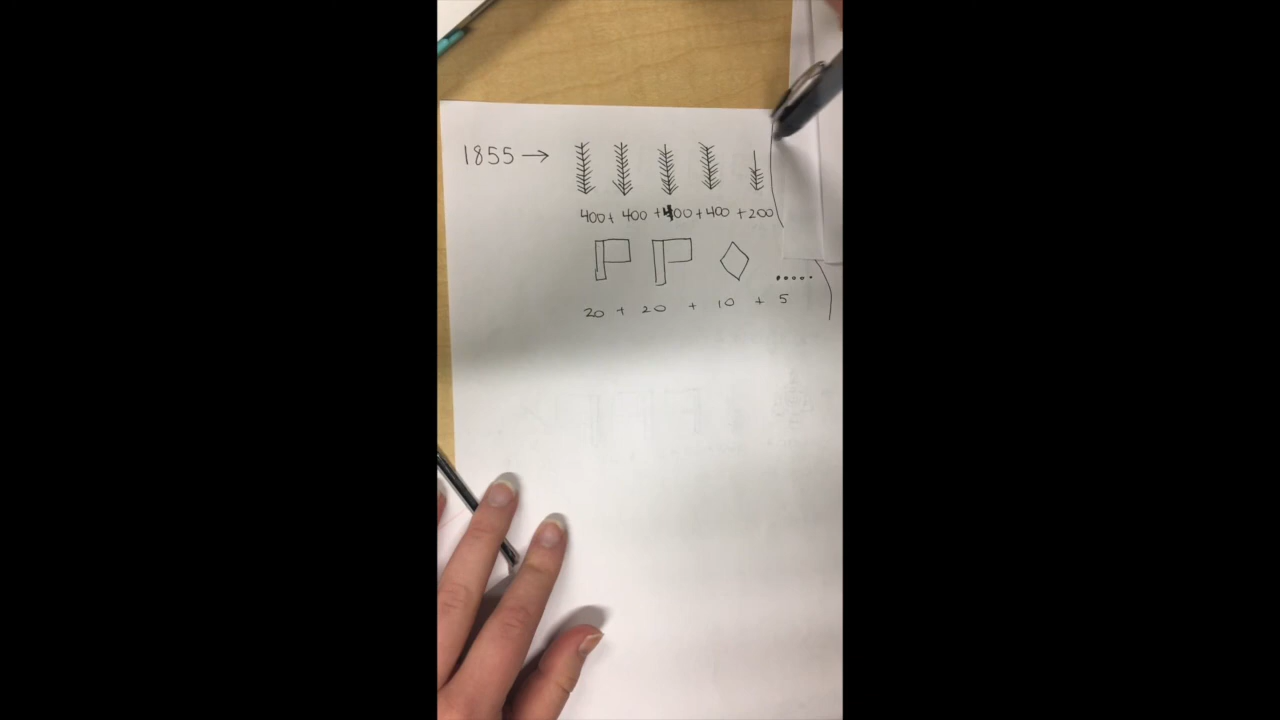 1855 →
400 + 400 + 400 + 400 + 200
20 + 20 + 10 + 5